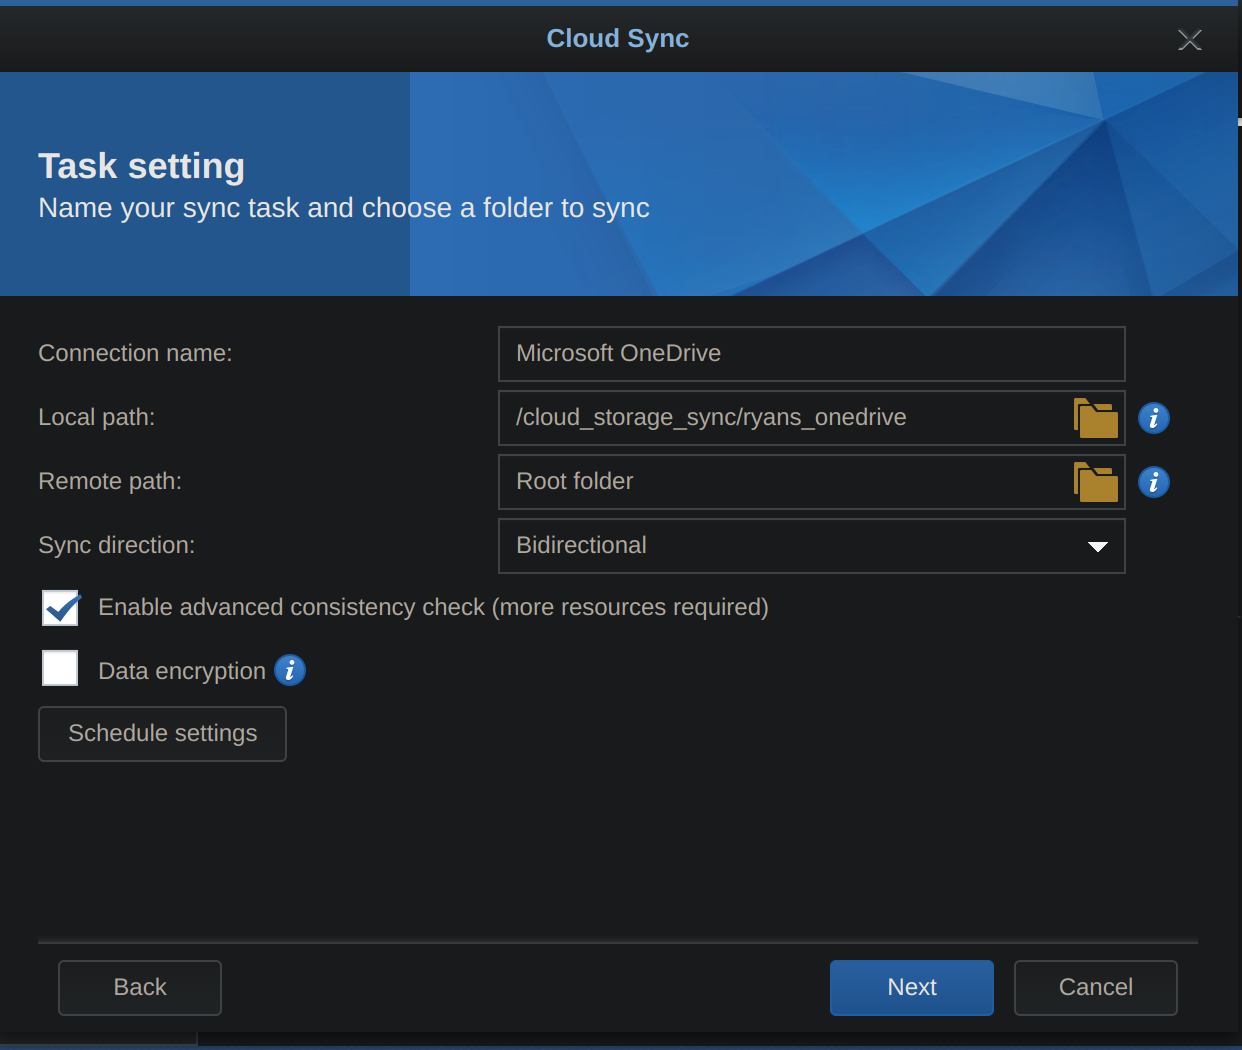 Cloud Sync
Task setting
Name your sync task and choose a folder to sync
Connection name:
Microsoft OneDrive
Local path:
/cloud_storage_sync/ryans_onedrive
Remote path:
Root folder
Sync direction:
Bidirectional
Enable advanced consistency check (more resources required)
Data encryption
Schedule settings
Back
Next
Cancel